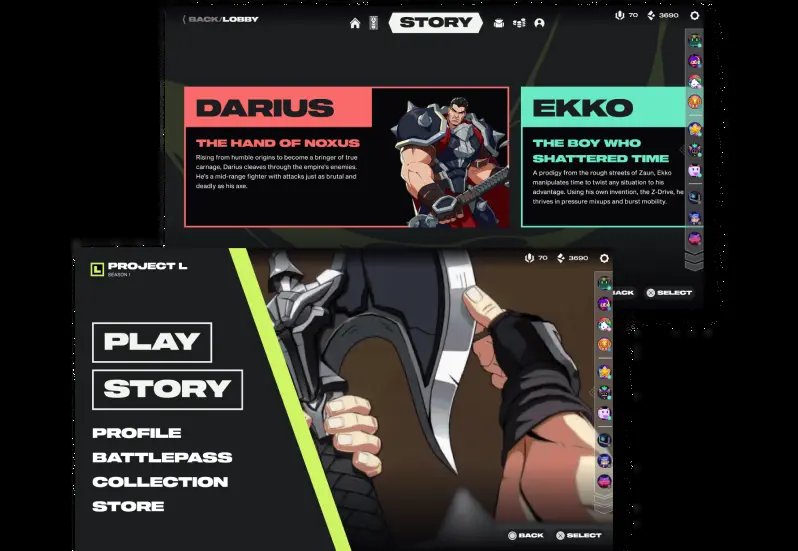 BACK/LOBBY
STORY
70
3690
DARIUS
THE HAND OF NOXUS
Rising from humble origins to become a bringer of true
carnage, Darius cleaves through the empire's enemies.
He's a mid-range fighter with attacks just as brutal and
deadly as his axe.
EKKO
THE BOY WHO
SHATTERED TIME
A prodigy from the rough streets of Zaun, Ekko
manipulates time to twist any situation to his
advantage. Using his own invention, the Z-Drive, he
thrives in pressure mixups and burst mobility.
BACK
SELECT
L
PROJECT L
SEASON 1
70
3690
PLAY
STORY
PROFILE
BATTLEPASS
COLLECTION
STORE
BACK
SELECT